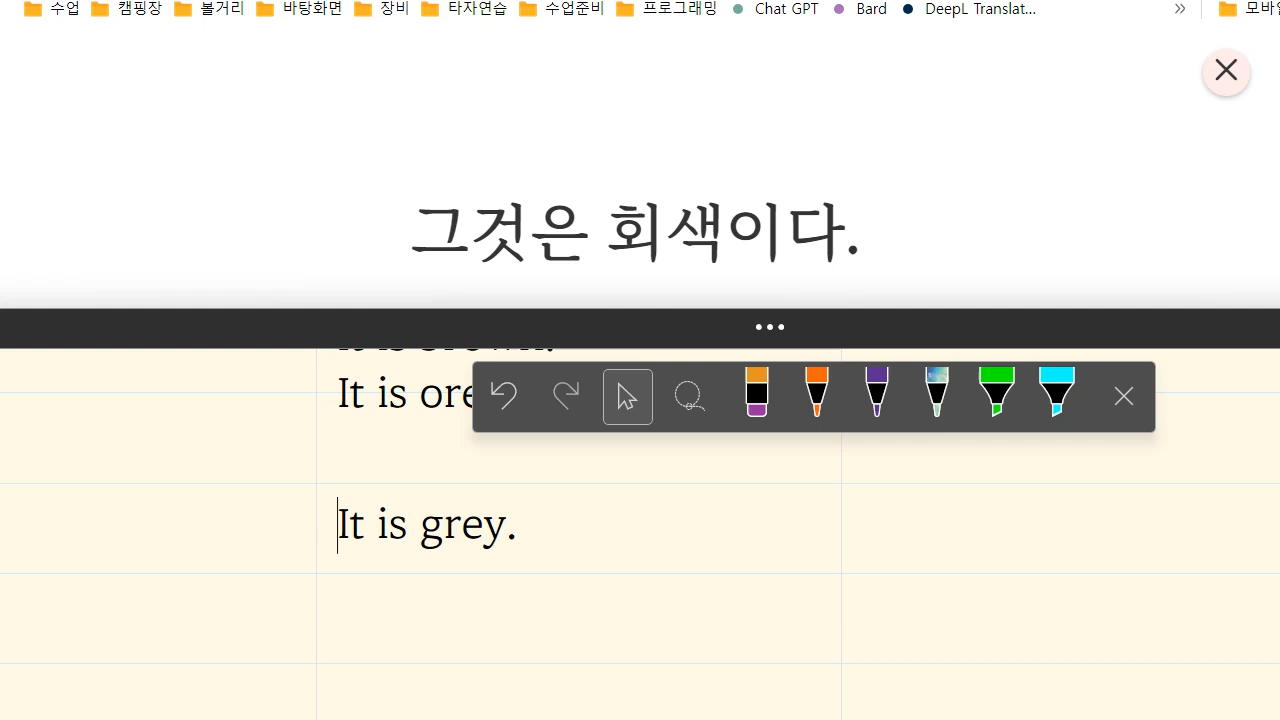 수업 캠핑장 볼거리 바탕화면 장비 타자연습 수업준비 프로그래밍 Chat GPT Bard DeepL Translat... »
그것은 회색이다.
It is
It is grey.